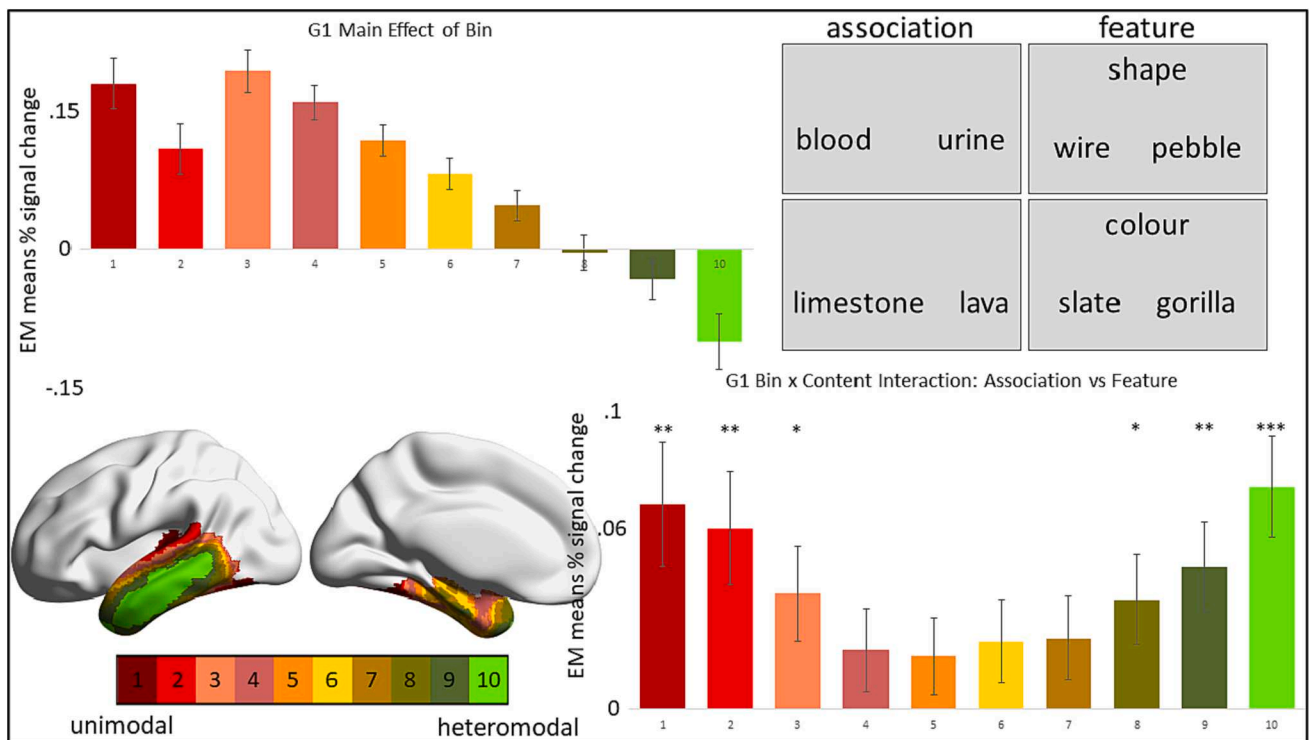 G1 Main Effect of Bin
EM means % signal change
.15
0
-.15
1 2 3 4 5 6 7 8 9 10
association feature
blood urine
shape
wire pebble
limestone lava
colour
slate gorilla
G1 Bin x Content Interaction: Association vs Feature
EM means % signal change
.1
.06
0
** ** * * ** ***
1 2 3 4 5 6 7 8 9 10
1 2 3 4 5 6 7 8 9 10
unimodal heteromodal